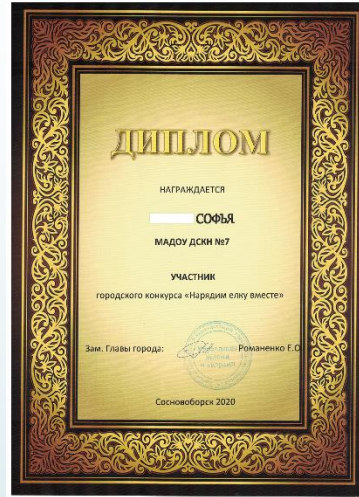 ДИПЛОМ
НАГРАЖДАЕТСЯ
СОФЬЯ
МАДОУ ДСКН №7
УЧАСТНИК
городского конкурса «Нарядим елку вместе»
Зам. Главы города: Романенко Е.О.
Сосновоборск 2020